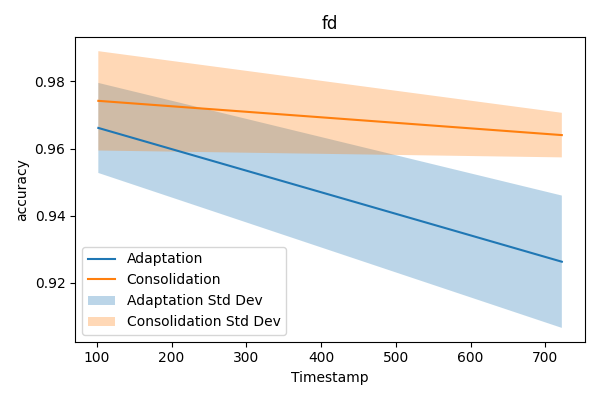 fd
accuracy
0.98
0.96
0.94
0.92
Adaptation
Consolidation
Adaptation Std Dev
Consolidation Std Dev
100 200 300 400 500 600 700
Timestamp